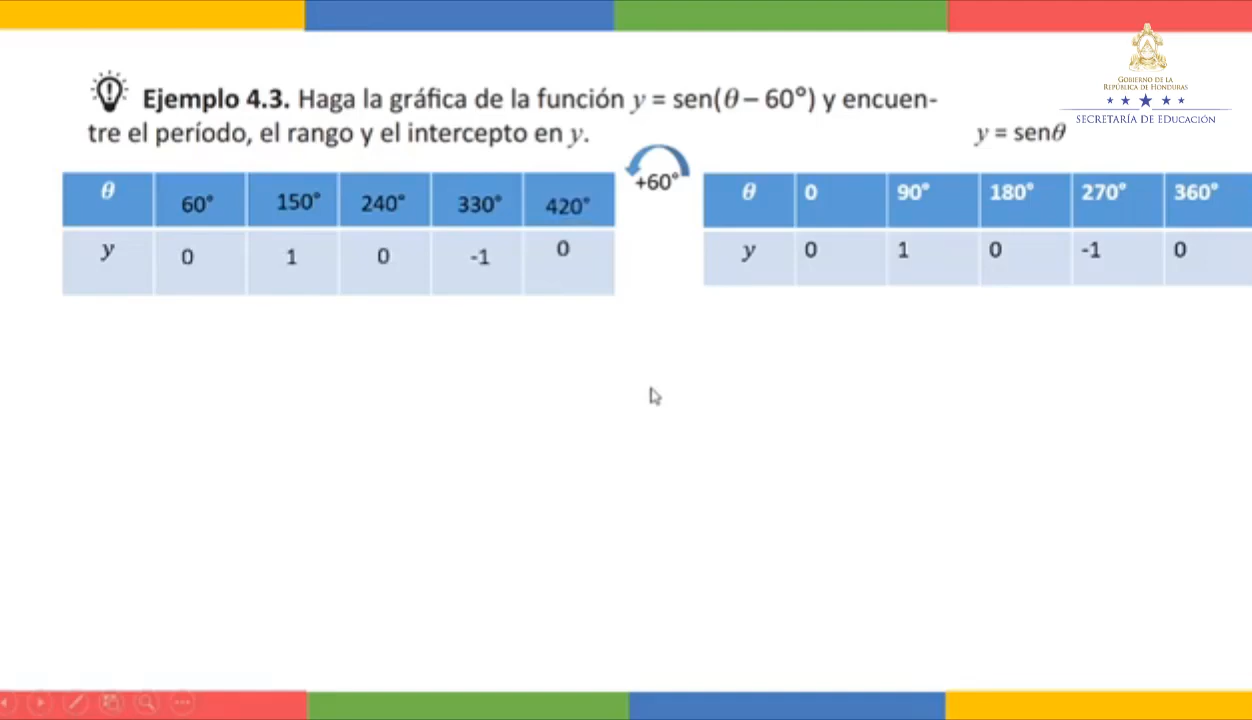 GOBIERNO DE LA
REPÚBLICA DE HONDURAS
SECRETARÍA DE EDUCACIÓN
Ejemplo 4.3. Haga la gráfica de la función y = sen(θ – 60°) y encuen-
tre el período, el rango y el intercepto en y.
y = senθ
θ 60° 150° 240° 330° 420°
y 0 1 0 -1 0
+60°
θ 0 90° 180° 270° 360°
y 0 1 0 -1 0